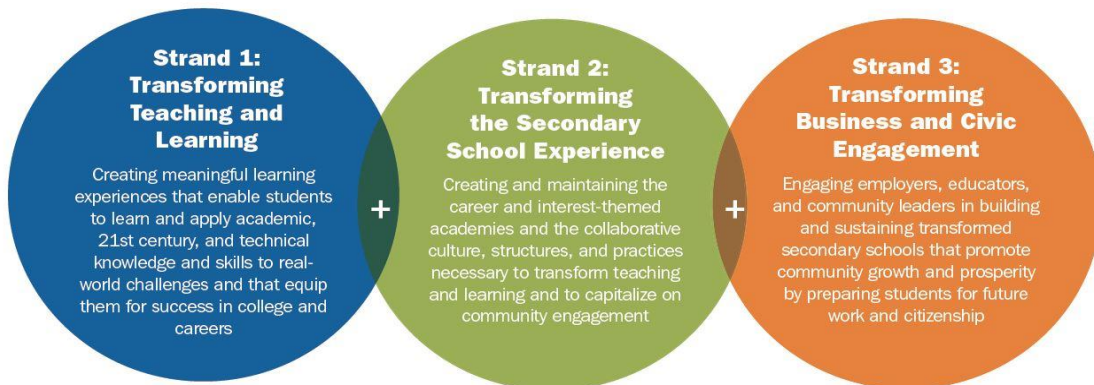 Strand 1:
Transforming
Teaching and
Learning
Creating meaningful learning
experiences that enable students
to learn and apply academic,
21st century, and technical
knowledge and skills to real-
world challenges and that equip
them for success in college and
careers
+
Strand 2:
Transforming
the Secondary
School Experience
Creating and maintaining the
career and interest-themed
academies and the collaborative
culture, structures, and practices
necessary to transform teaching
and learning and to capitalize on
community engagement
+
Strand 3:
Transforming
Business and Civic
Engagement
Engaging employers, educators,
and community leaders in building
and sustaining transformed
secondary schools that promote
community growth and prosperity
by preparing students for future
work and citizenship